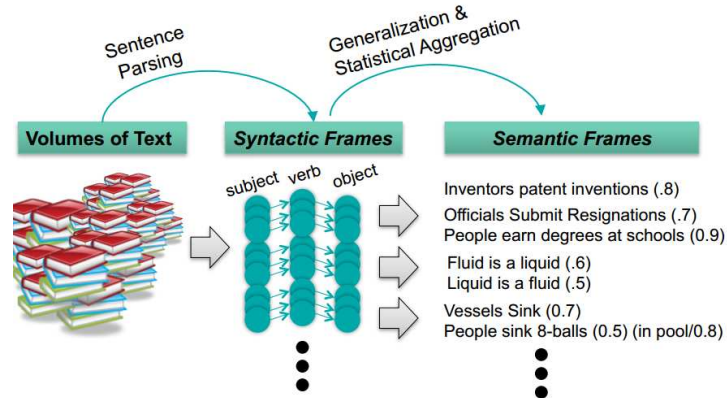 Sentence
Parsing
Generalization &
Statistical Aggregation
Volumes of Text
Syntactic Frames
Semantic Frames
subject
verb
object
Inventors patent inventions (.8)
Officials Submit Resignations (.7)
People earn degrees at schools (0.9)
Fluid is a liquid (.6)
Liquid is a fluid (.5)
Vessels Sink (0.7)
People sink 8-balls (0.5) (in pool/0.8)